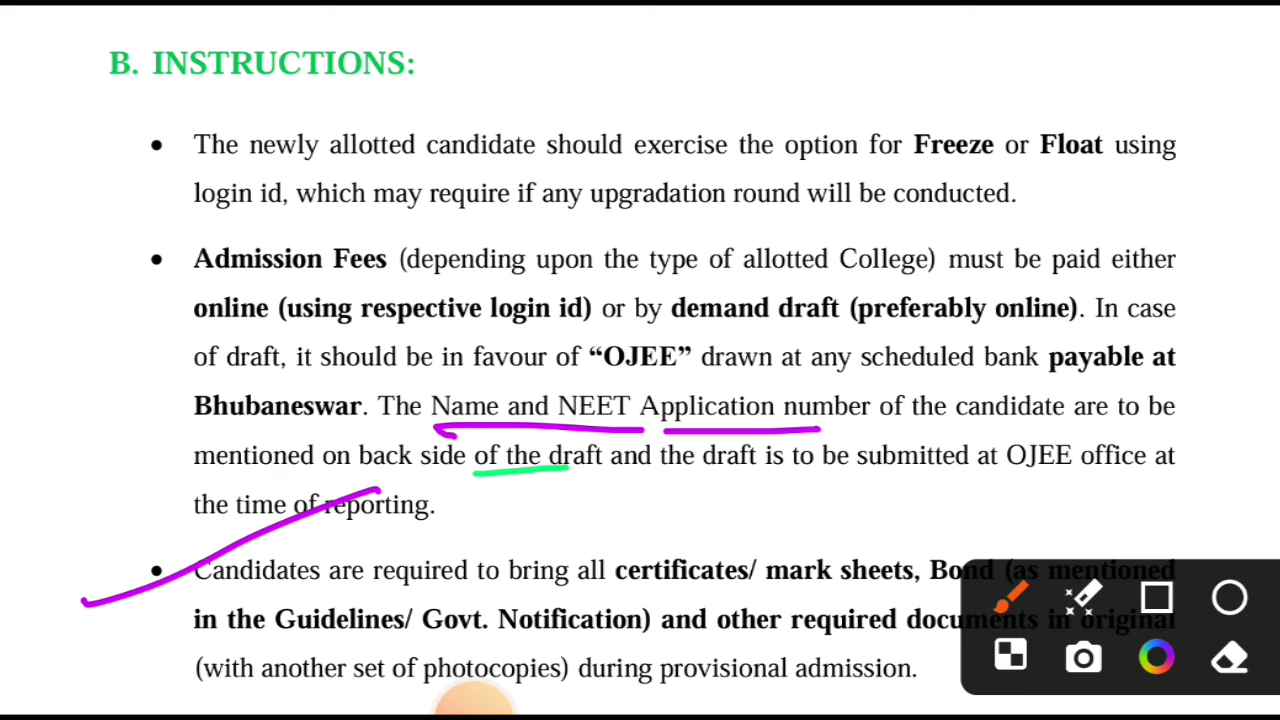 B. INSTRUCTIONS:
• The newly allotted candidate should exercise the option for Freeze or Float using
login id, which may require if any upgradation round will be conducted.
• Admission Fees (depending upon the type of allotted College) must be paid either
online (using respective login id) or by demand draft (preferably online). In case
of draft, it should be in favour of “OJEE” drawn at any scheduled bank payable at
Bhubaneswar. The Name and NEET Application number of the candidate are to be
mentioned on back side of the draft and the draft is to be submitted at OJEE office at
the time of reporting.
• Candidates are required to bring all certificates/ mark sheets, Bond (as mentioned
in the Guidelines/ Govt. Notification) and other required documents in original
(with another set of photocopies) during provisional admission.